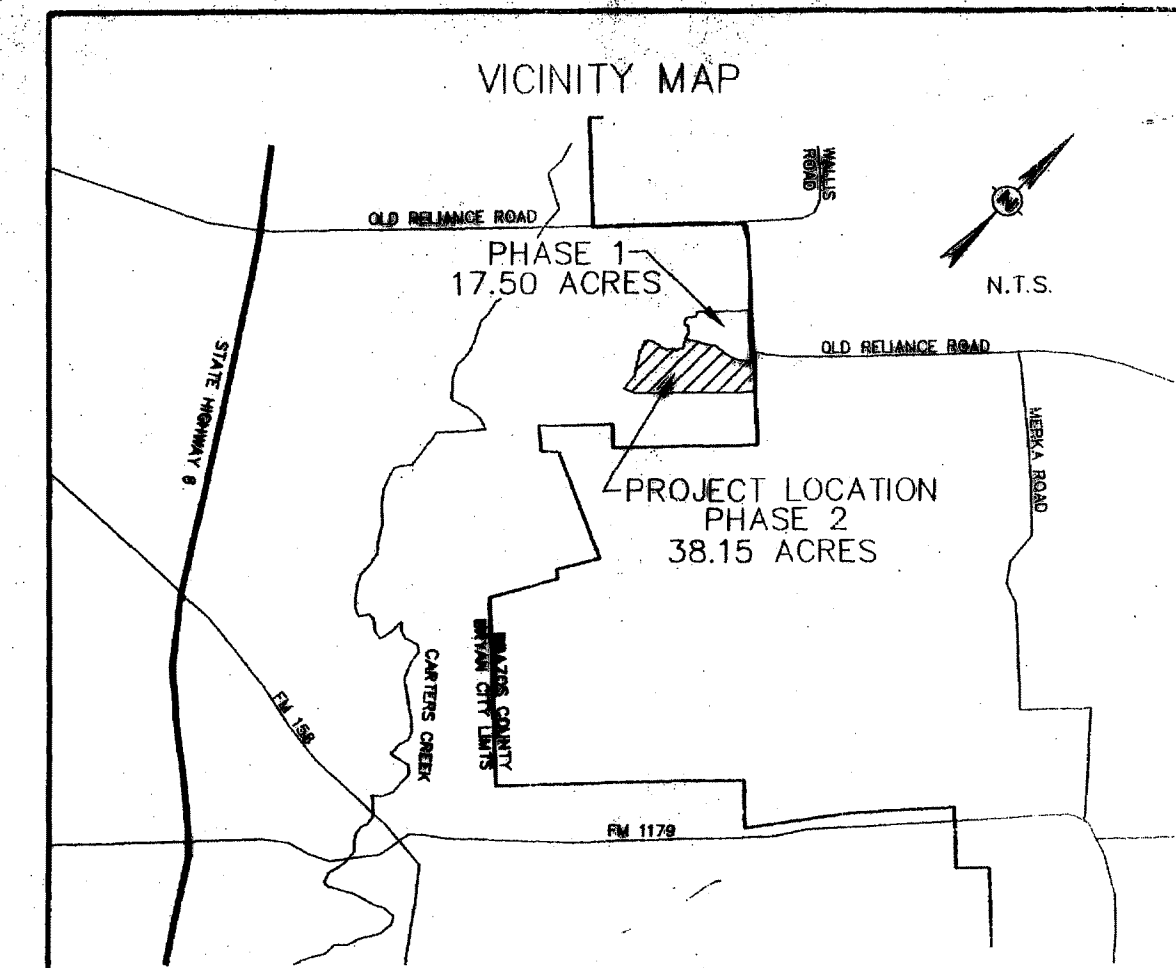 VICINITY MAP
WALLIS
ROAD
OLD RELIANCE ROAD
PHASE 1
17.50 ACRES
N
N.T.S.
OLD RELIANCE ROAD
STATE HIGHWAY 6
MERKA ROAD
PROJECT LOCATION
PHASE 2
38.15 ACRES
BRAZOS COUNTY
BRYAN CITY LIMITS
CARTERS CREEK
FM 158
FM 1179